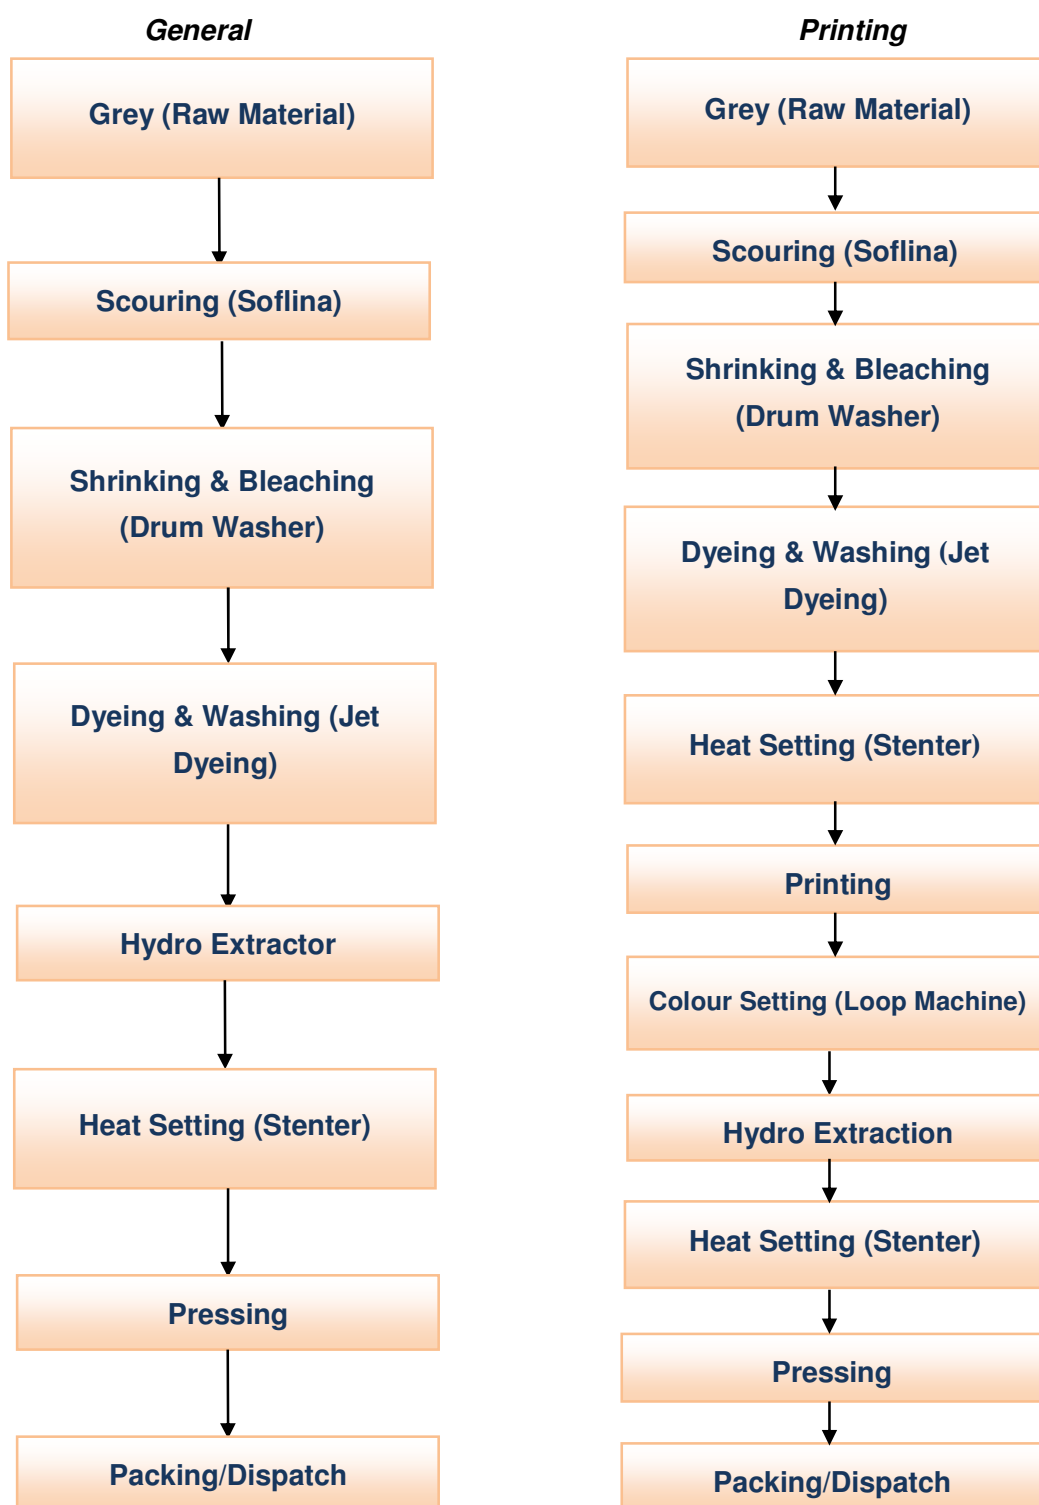 General
Grey (Raw Material)
Scouring (Soflina)
Shrinking & Bleaching
(Drum Washer)
Dyeing & Washing (Jet
Dyeing)
Hydro Extractor
Heat Setting (Stenter)
Pressing
Packing/Dispatch
Printing
Grey (Raw Material)
Scouring (Soflina)
Shrinking & Bleaching
(Drum Washer)
Dyeing & Washing (Jet
Dyeing)
Heat Setting (Stenter)
Printing
Colour Setting (Loop Machine)
Hydro Extraction
Heat Setting (Stenter)
Pressing
Packing/Dispatch